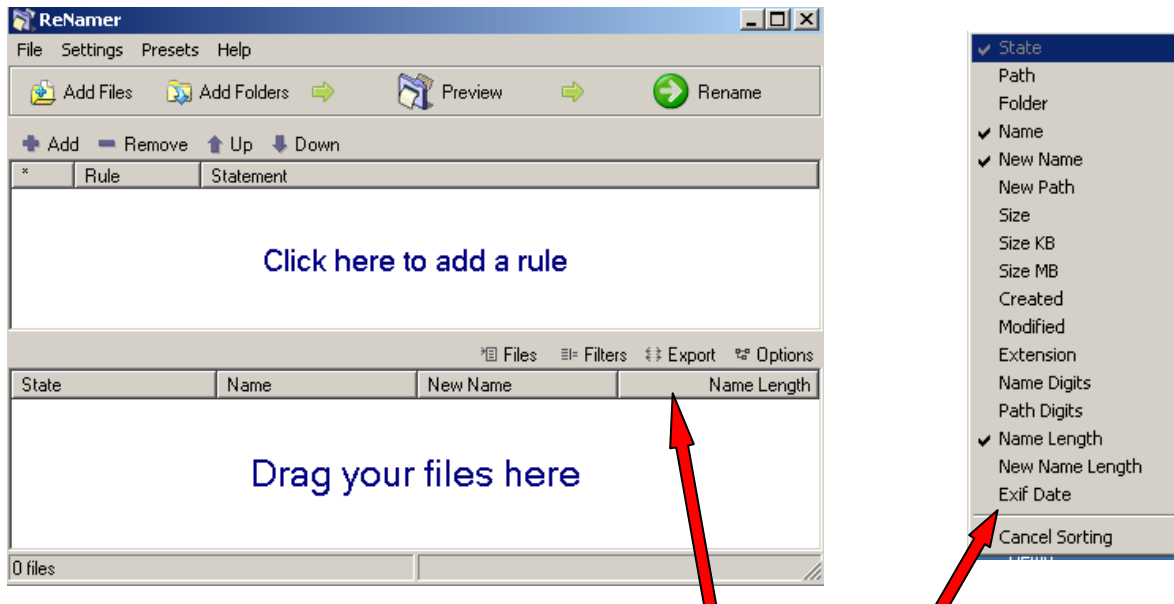 ReNamer
File Settings Presets Help
Add Files Add Folders Preview Rename
Add Remove Up Down
* Rule Statement
Click here to add a rule
Files Filters Export Options
State Name New Name Name Length
Drag your files here
0 files
State
Path
Folder
Name
New Name
New Path
Size
Size KB
Size MB
Created
Modified
Extension
Name Digits
Path Digits
Name Length
New Name Length
Exif Date
Cancel Sorting